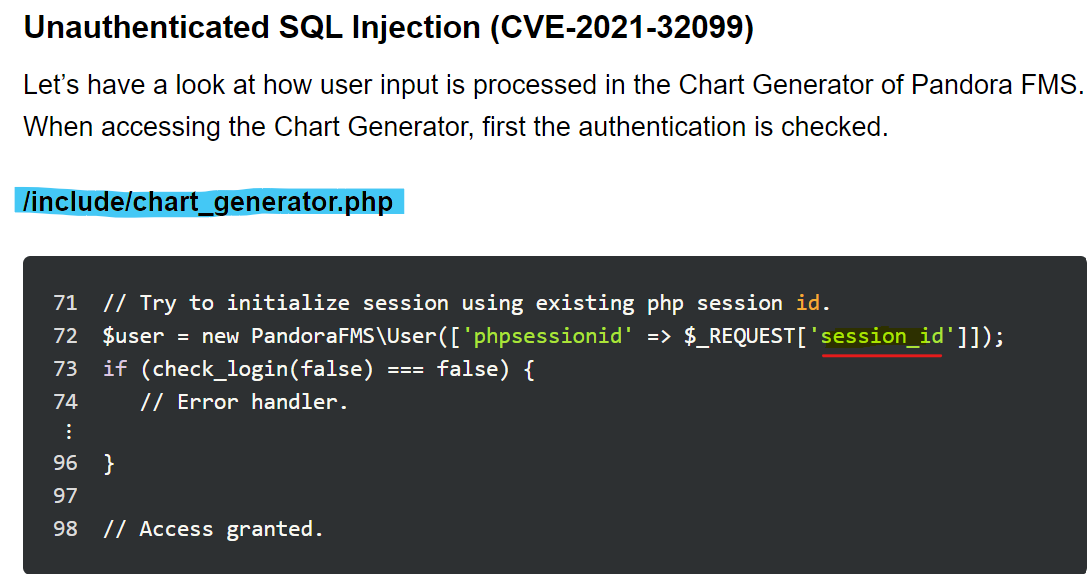 Unauthenticated SQL Injection (CVE-2021-32099)
Let’s have a look at how user input is processed in the Chart Generator of Pandora FMS.
When accessing the Chart Generator, first the authentication is checked.
/include/chart_generator.php
71 // Try to initialize session using existing php session id.
72 $user = new PandoraFMS\User(['phpsessionid' => $_REQUEST['session_id']]);
73 if (check_login(false) === false) {
74 // Error handler.
⋮
96 }
97
98 // Access granted.